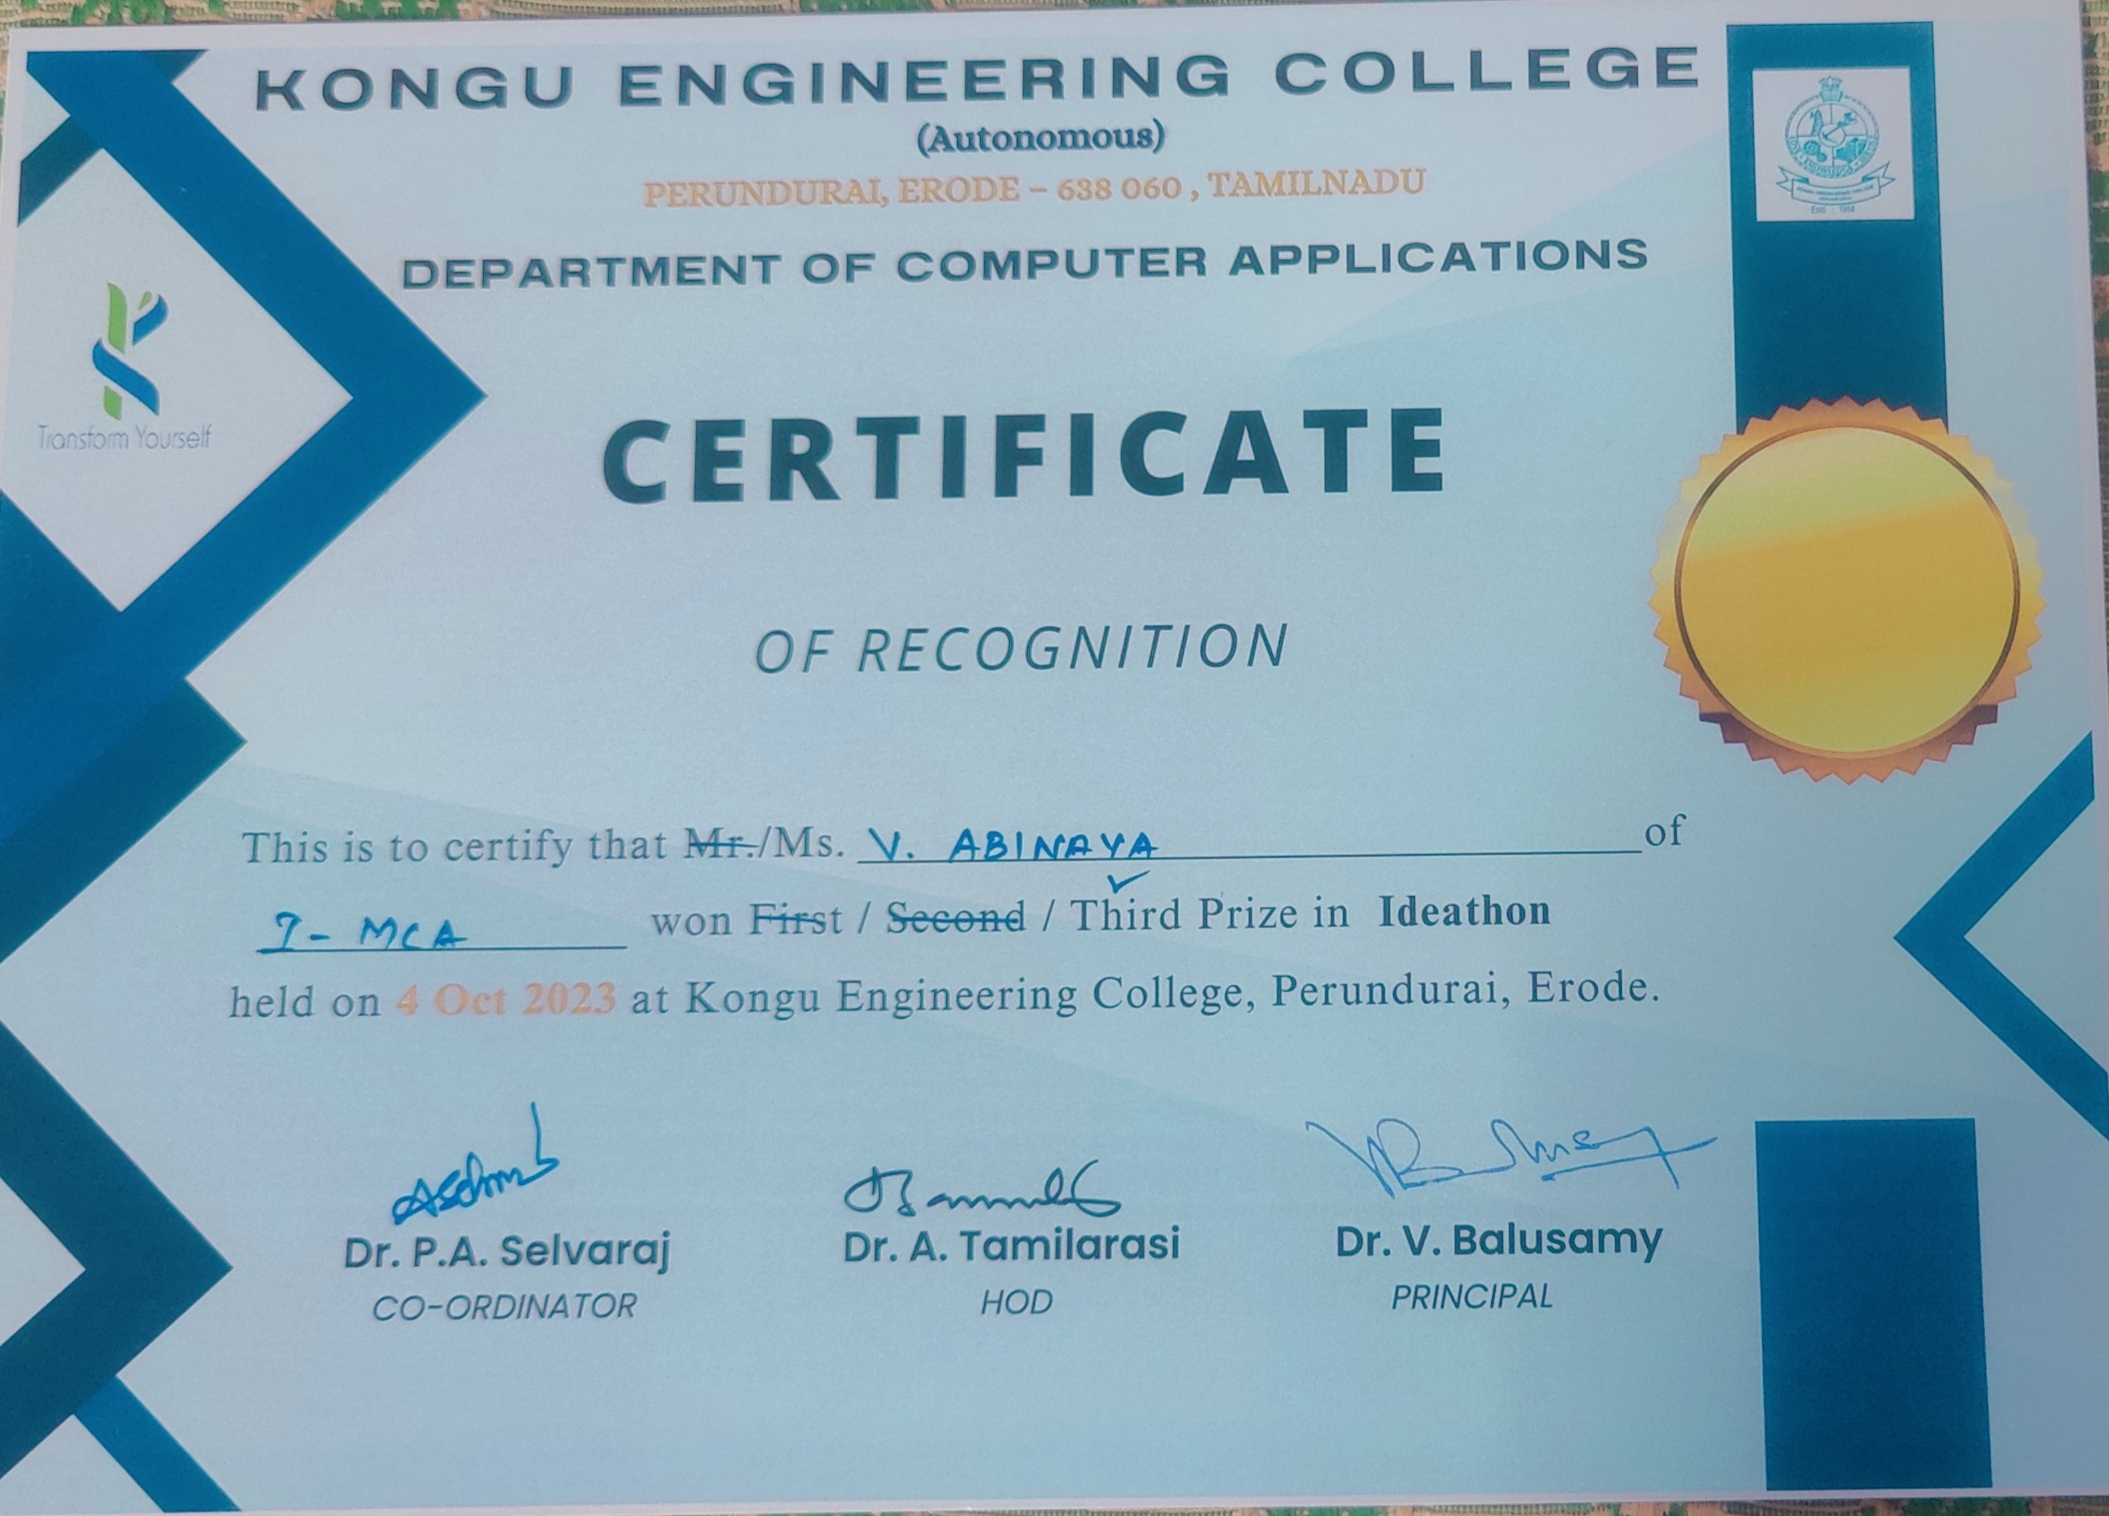 KONGU ENGINEERING COLLEGE
(Autonomous)
PERUNDURAI, ERODE – 638 060 , TAMILNADU
DEPARTMENT OF COMPUTER APPLICATIONS
Transform Yourself
CERTIFICATE
OF RECOGNITION
This is to certify that Mr./Ms. V. ABINAYA of
I - MCA won First / Second / Third Prize in Ideathon
held on 4 Oct 2023 at Kongu Engineering College, Perundurai, Erode.
Dr. P.A. Selvaraj Dr. A. Tamilarasi Dr. V. Balusamy
CO-ORDINATOR HOD PRINCIPAL
Estd : 1984